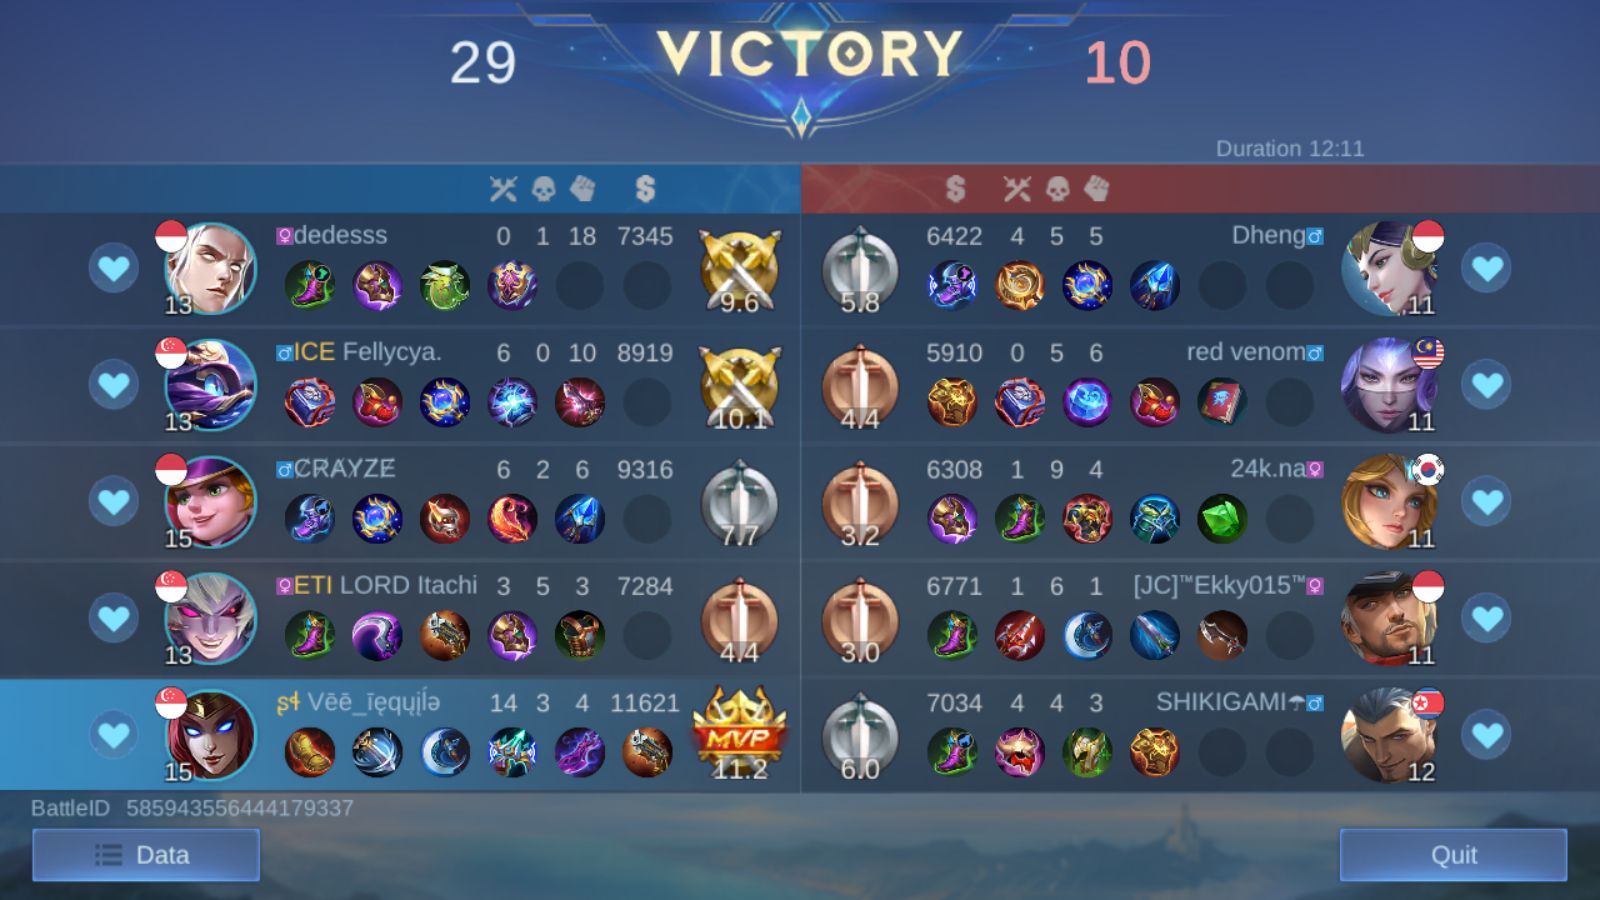 29 VICTORY 10
Duration 12:11
dedesss 0 1 18 7345 9.6 13
5.8 6422 4 5 5 Dheng 11
ICE Fellycya. 6 0 10 8919 10.1 13
4.4 5910 0 5 6 red venom 11
6 2 6 9316 7.7 15
3.2 6308 1 9 4 24k.na 11
ETI LORD Itachi 3 5 3 7284 4.4 13
3.0 6771 1 6 1 [JC]™Ekky015™ 11
14 3 4 11621 MVP 11.2 15
6.0 7034 4 4 3 SHIKIGAMI☂ 12
BattleID 585943556444179337
Data
Quit